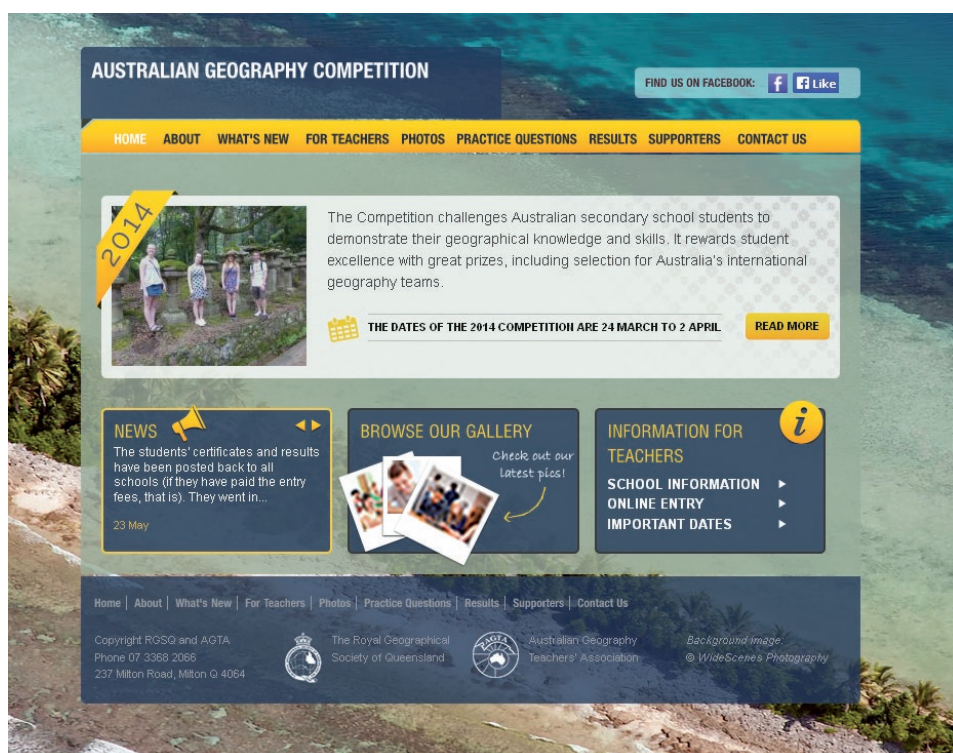 AUSTRALIAN GEOGRAPHY COMPETITION
FIND US ON FACEBOOK: f f Like
HOME ABOUT WHAT'S NEW FOR TEACHERS PHOTOS PRACTICE QUESTIONS RESULTS SUPPORTERS CONTACT US
2014
The Competition challenges Australian secondary school students to
demonstrate their geographical knowledge and skills. It rewards student
excellence with great prizes, including selection for Australia's international
geography teams.
THE DATES OF THE 2014 COMPETITION ARE 24 MARCH TO 2 APRIL
READ MORE
NEWS
The students' certificates and results
have been posted back to all
schools (if they have paid the entry
fees, that is). They went in...
23 May
BROWSE OUR GALLERY
Check out our
latest pics!
i
INFORMATION FOR
TEACHERS
SCHOOL INFORMATION
ONLINE ENTRY
IMPORTANT DATES
Home | About | What's New | For Teachers | Photos | Practice Questions | Results | Supporters | Contact Us
Copyright RGSQ and AGTA
Phone 07 3368 2066
237 Milton Road, Milton Q 4064
The Royal Geographical
Society of Queensland
AGTA
Australian Geography
Teachers' Association
Background image:
© WideScenes Photography